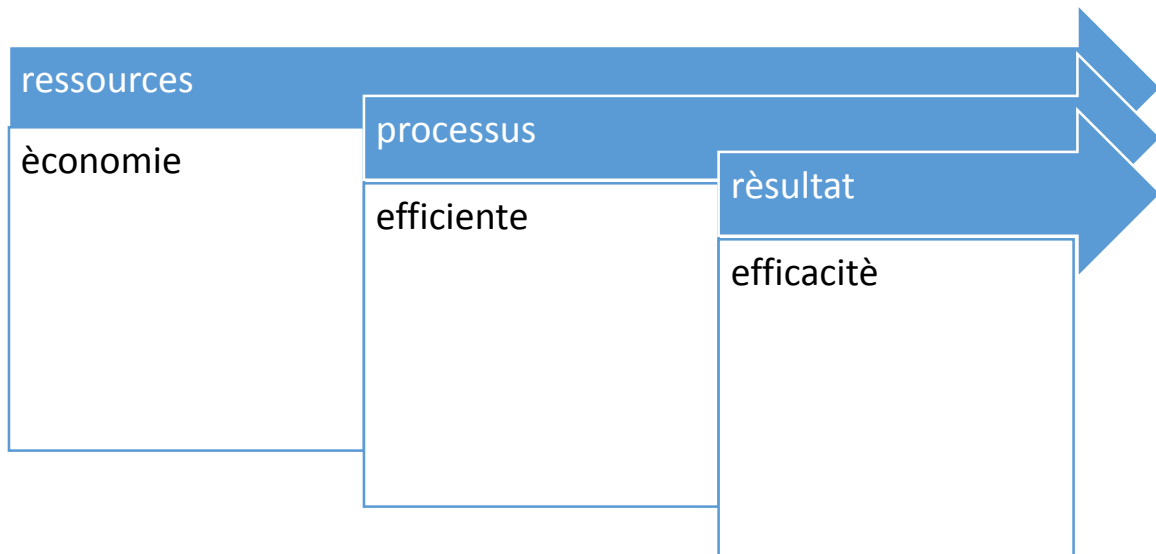 ressources
èconomie
processus
efficiente
rèsultat
efficacitè